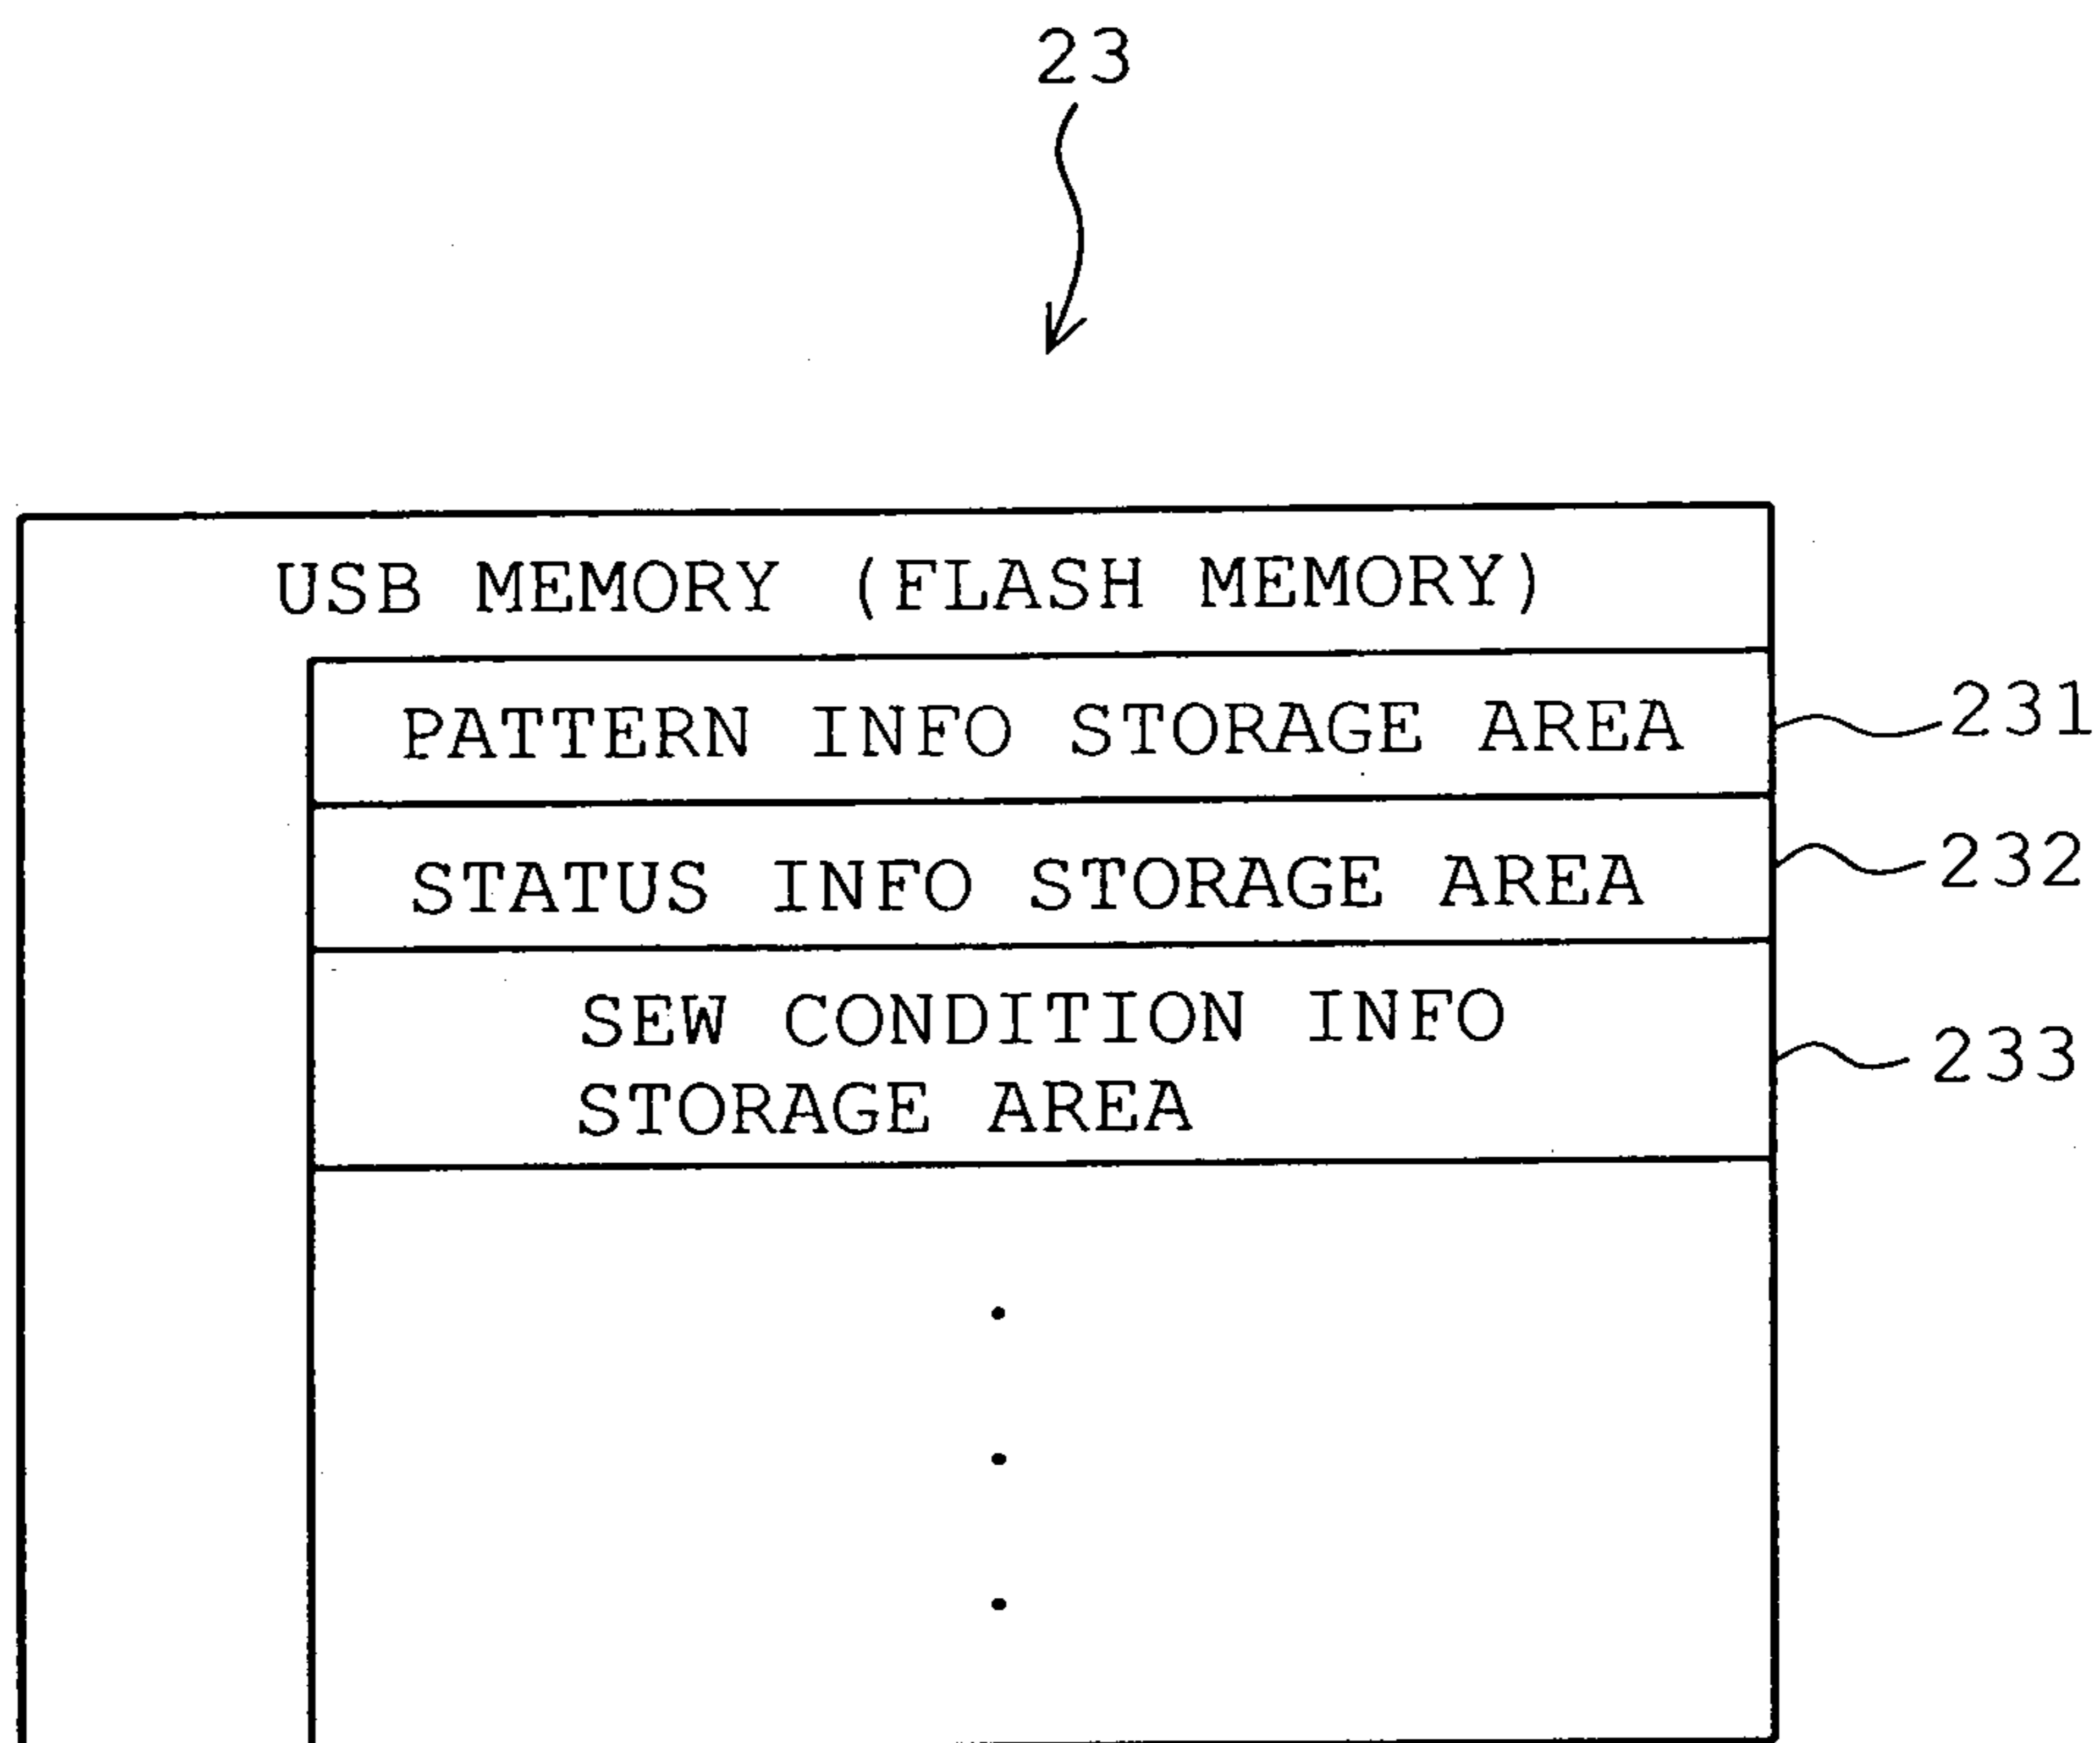 23
USB MEMORY (FLASH MEMORY)
PATTERN INFO STORAGE AREA 231
STATUS INFO STORAGE AREA 232
SEW CONDITION INFO
STORAGE AREA 233